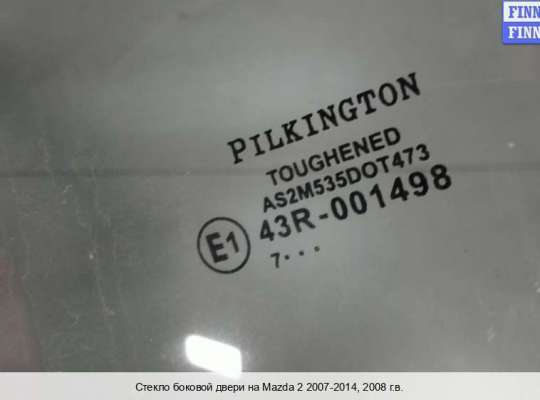 FINN
FINN
PILKINGTON
TOUGHENED
AS2M535DOT473
E1 43R-001498
7• • •
Стекло боковой двери на Mazda 2 2007-2014, 2008 г.в.